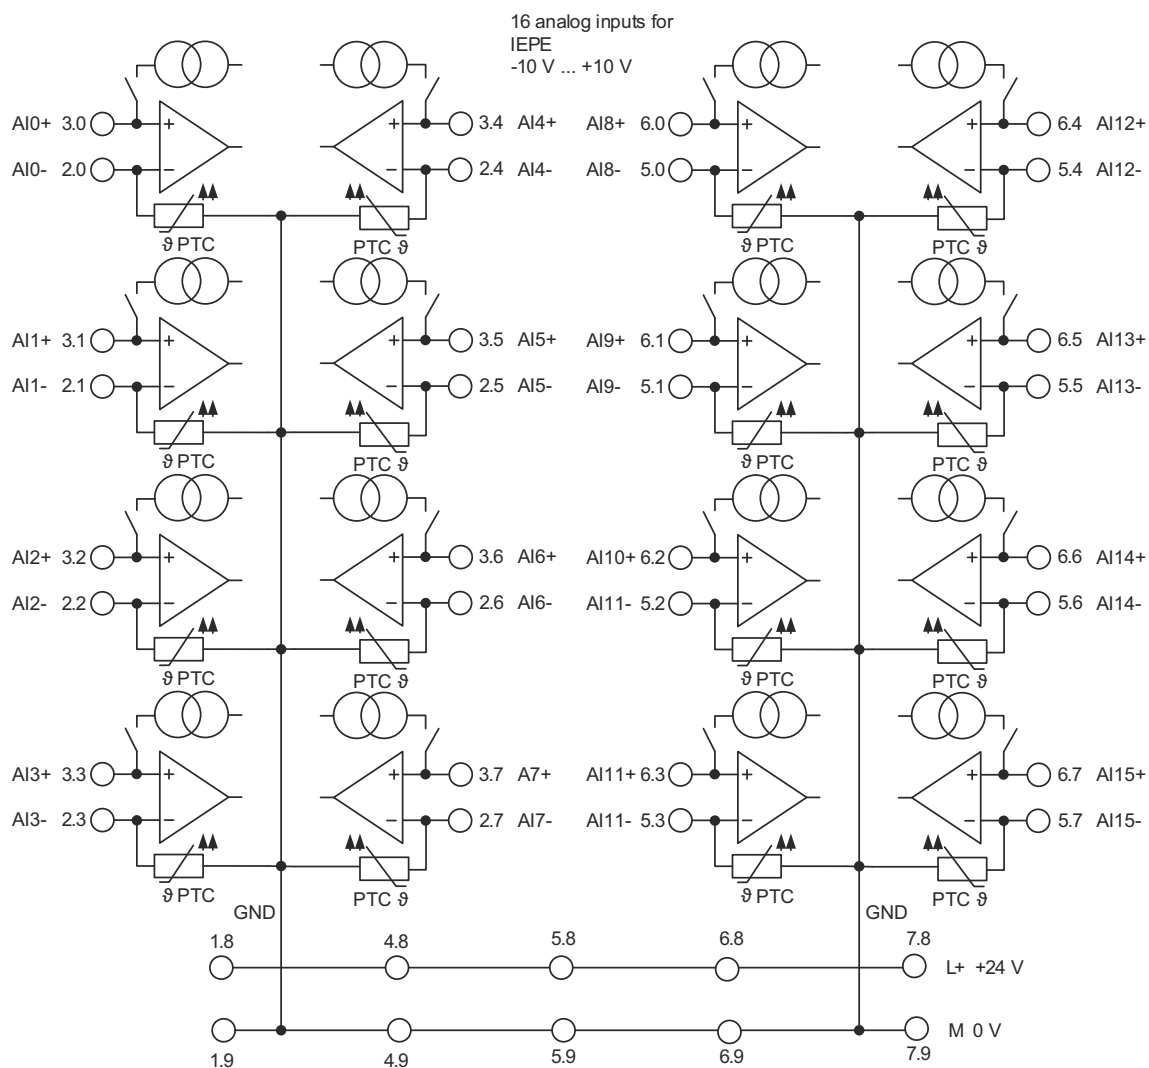 16 analog inputs for
IEPE
-10 V ... +10 V
AI0+ 3.0 + 3.4 AI4+ AI8+ 6.0 + 6.4 AI12+
AI0- 2.0 − 2.4 AI4- AI8- 5.0 − 5.4 AI12-
ϑ PTC PTC ϑ ϑ PTC PTC ϑ
AI1+ 3.1 + 3.5 AI5+ AI9+ 6.1 + 6.5 AI13+
AI1- 2.1 − 2.5 AI5- AI9- 5.1 − 5.5 AI13-
ϑ PTC PTC ϑ ϑ PTC PTC ϑ
AI2+ 3.2 + 3.6 AI6+ AI10+ 6.2 + 6.6 AI14+
AI2- 2.2 − 2.6 AI6- AI11- 5.2 − 5.6 AI14-
ϑ PTC PTC ϑ ϑ PTC PTC ϑ
AI3+ 3.3 + 3.7 A7+ AI11+ 6.3 + 6.7 AI15+
AI3- 2.3 − 2.7 AI7- AI11- 5.3 − 5.7 AI15-
ϑ PTC PTC ϑ ϑ PTC PTC ϑ
GND GND
1.8 4.8 5.8 6.8 7.8
L+ +24 V
M 0 V
1.9 4.9 5.9 6.9 7.9